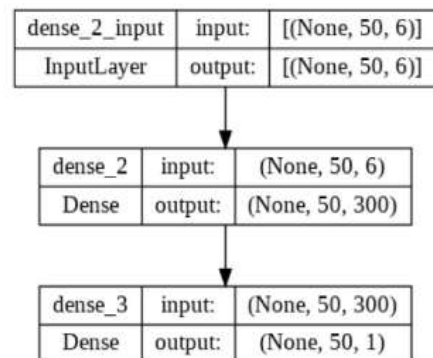 dense_2_input input: [(None, 50, 6)]
InputLayer output: [(None, 50, 6)]
dense_2 input: (None, 50, 6)
Dense output: (None, 50, 300)
dense_3 input: (None, 50, 300)
Dense output: (None, 50, 1)